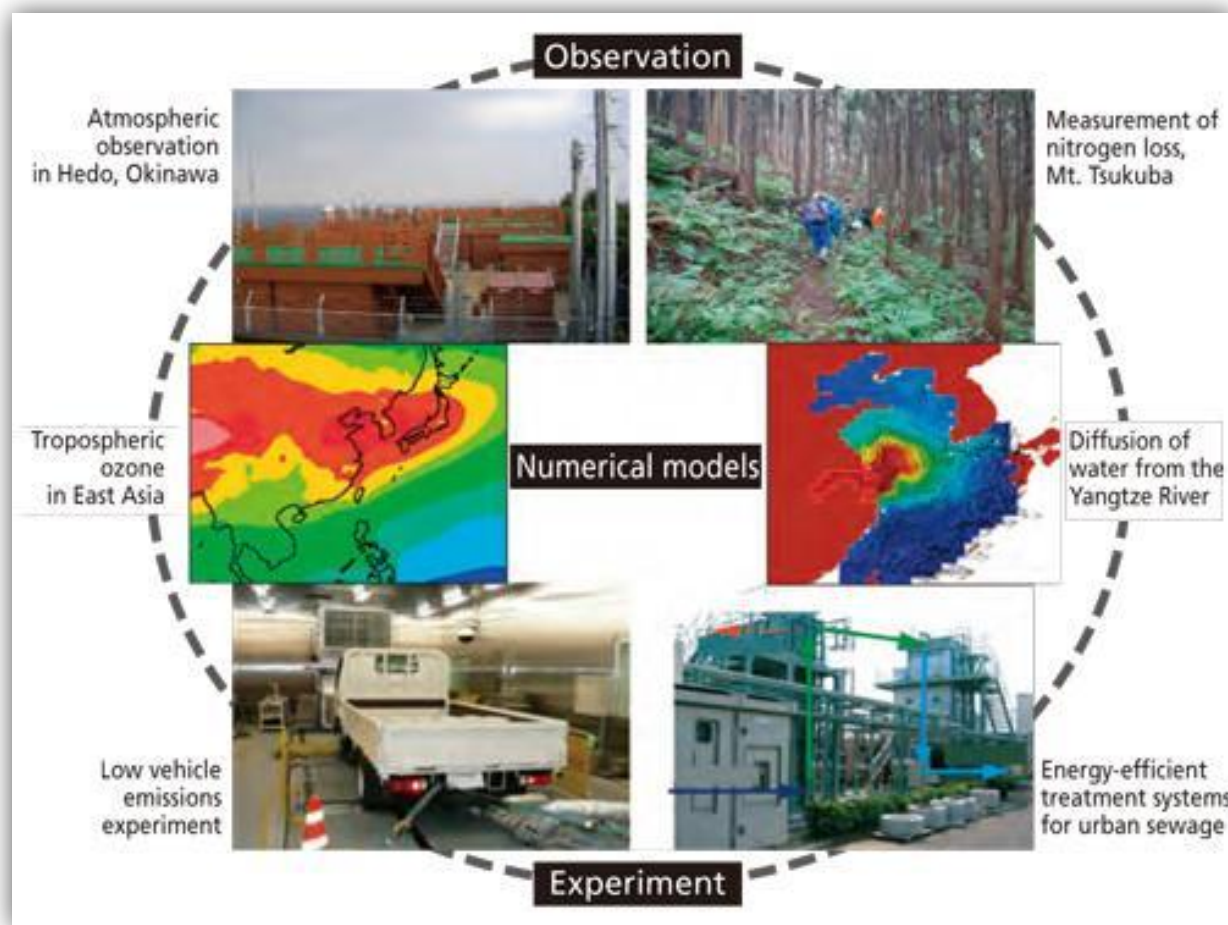 Observation
Atmospheric
observation
in Hedo, Okinawa
Measurement of
nitrogen loss,
Mt. Tsukuba
Tropospheric
ozone
in East Asia
Numerical models
Diffusion of
water from the
Yangtze River
Low vehicle
emissions
experiment
Energy-efficient
treatment systems
for urban sewage
Experiment